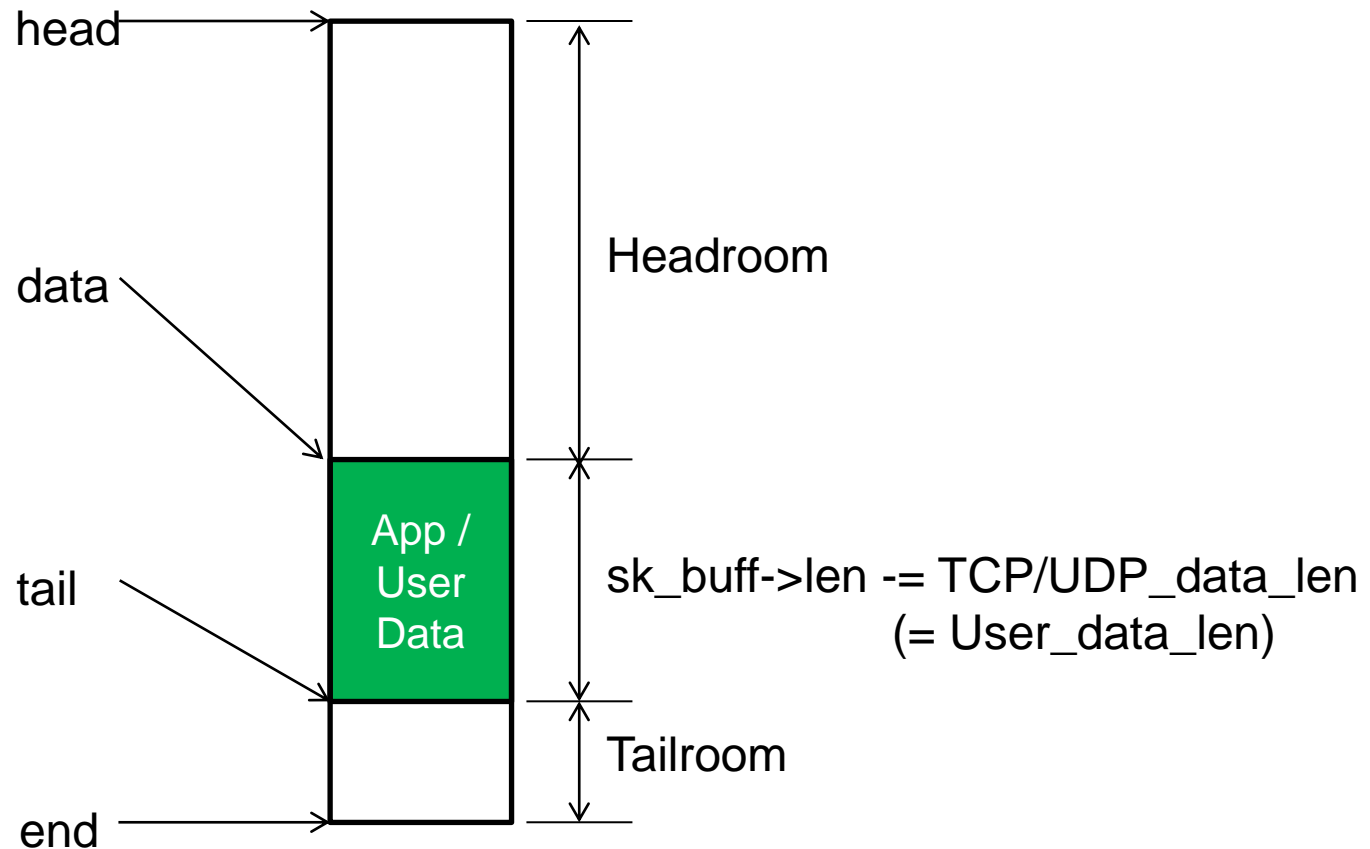 head
data
tail
end
App /
User
Data
Headroom
sk_buff->len -= TCP/UDP_data_len
(= User_data_len)
Tailroom